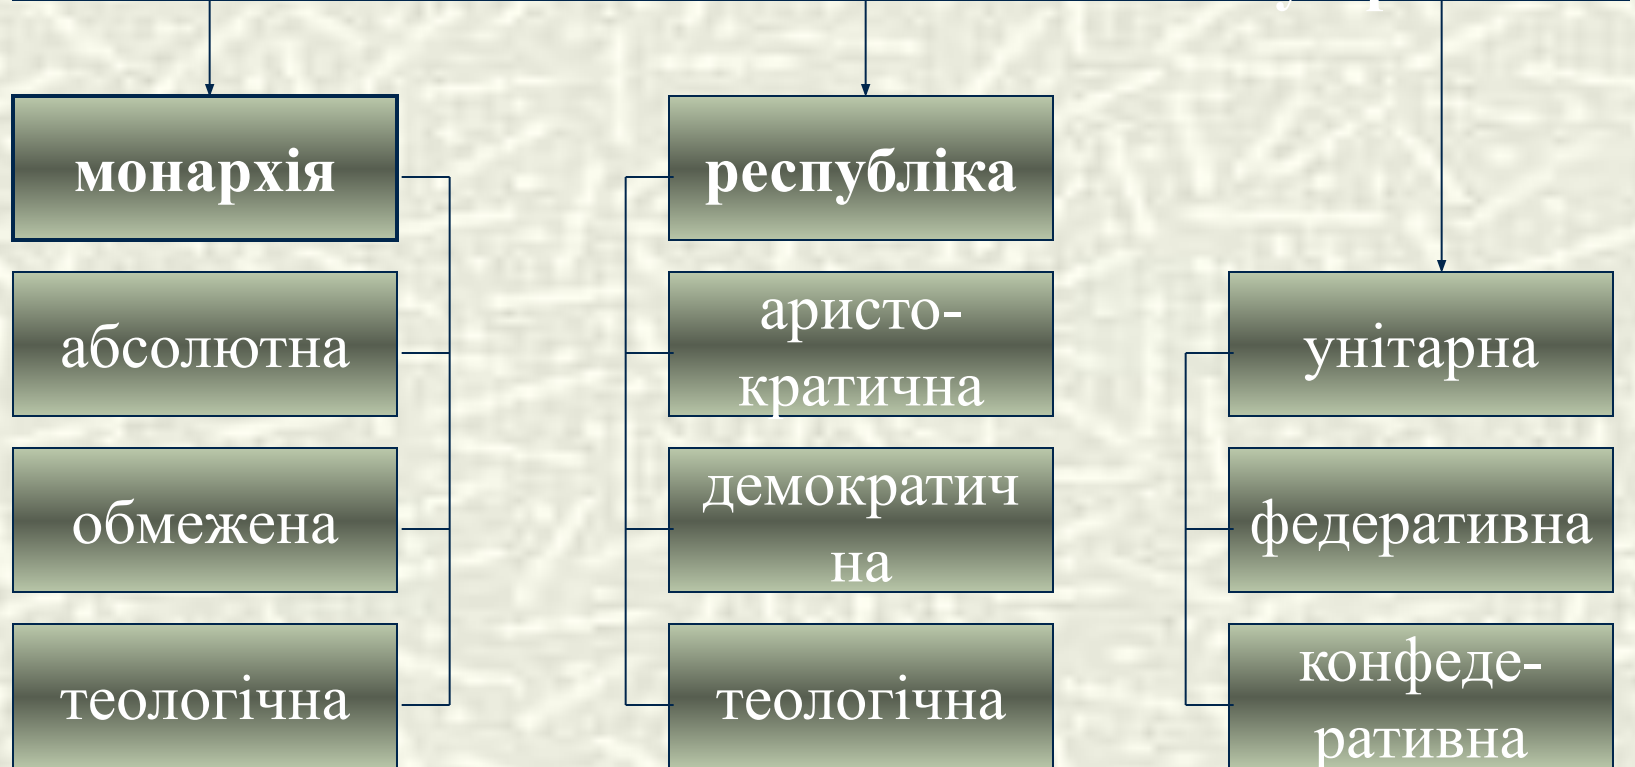 монархія
абсолютна
обмежена
теологічна
республіка
аристо-
кратична
демократич
на
теологічна
унітарна
федеративна
конфеде-
ративна